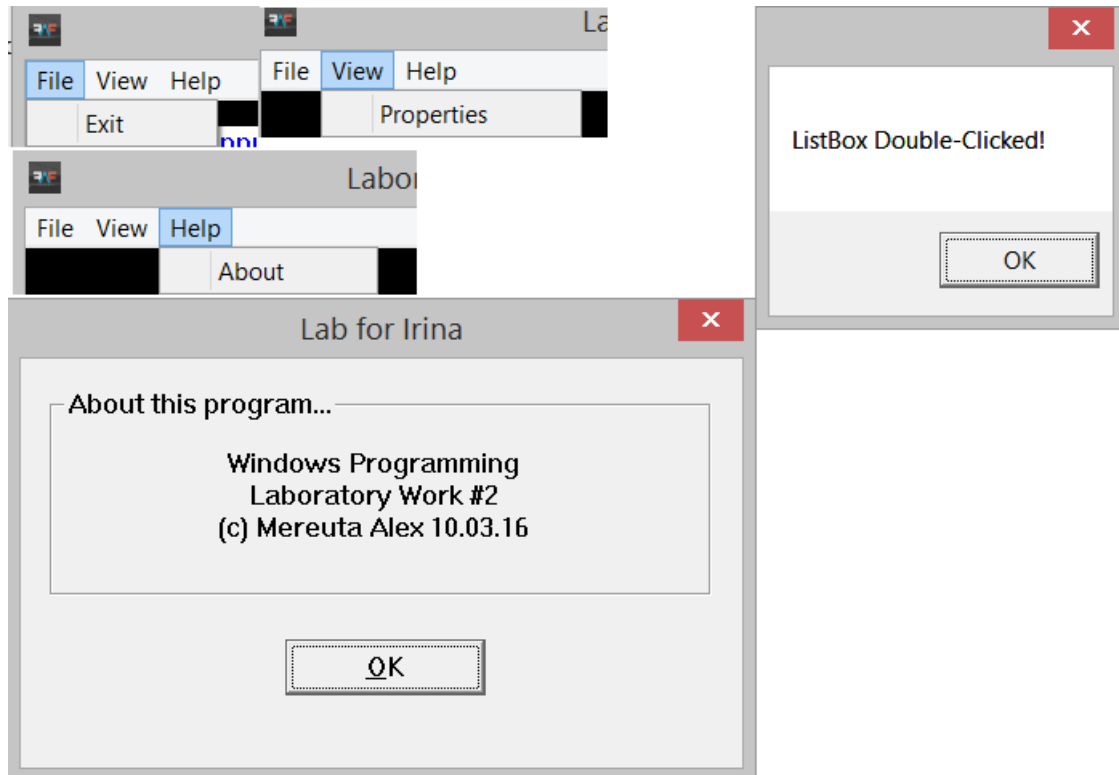 File View Help
Exit
File View Help
Properties
File View Help
About
ListBox Double-Clicked!
OK
Lab for Irina
About this program...
Windows Programming
Laboratory Work #2
(c) Mereuta Alex 10.03.16
OK